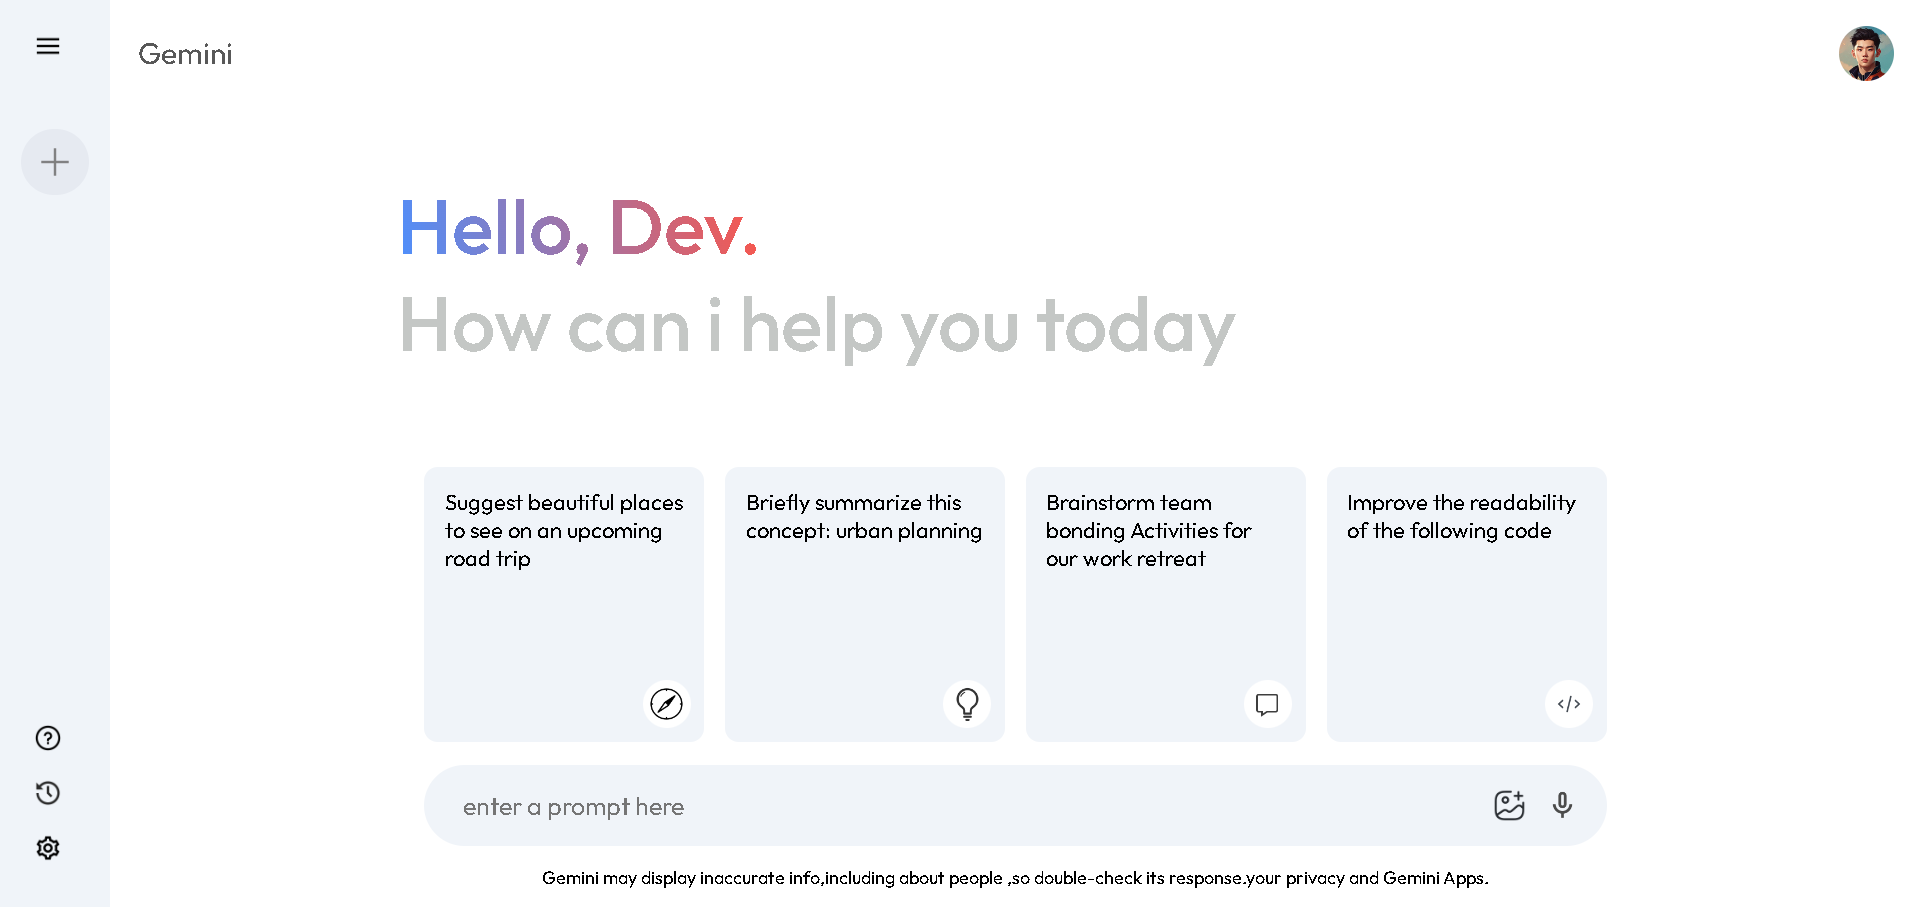 Gemini
Hello, Dev.
How can i help you today
Suggest beautiful places
to see on an upcoming
road trip
Briefly summarize this
concept: urban planning
Brainstorm team
bonding Activities for
our work retreat
Improve the readability
of the following code
enter a prompt here
Gemini may display inaccurate info,including about people ,so double-check its response.your privacy and Gemini Apps.